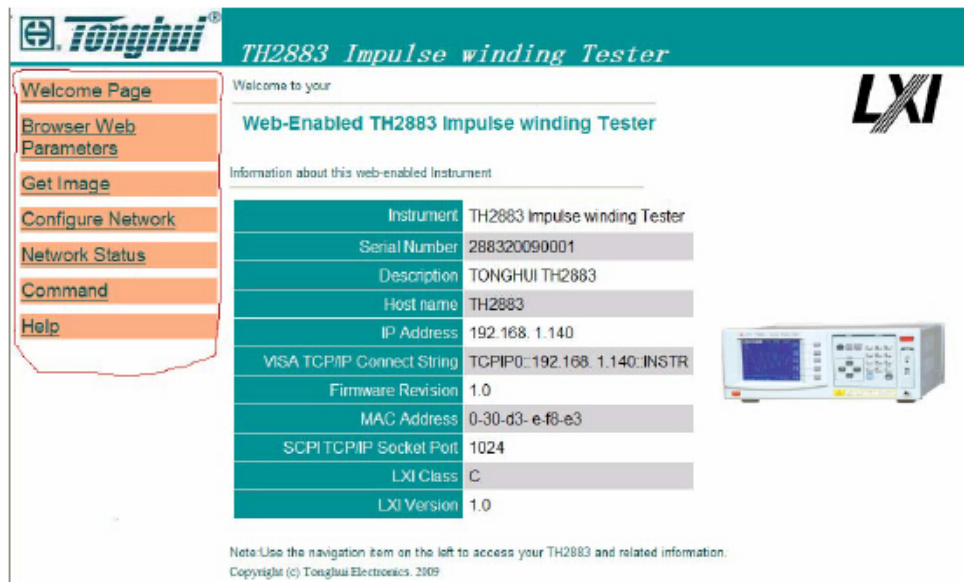 Tonghui®
TH2883 Impulse winding Tester
Welcome Page
Browser Web
Parameters
Get Image
Configure Network
Network Status
Command
Help
Welcome to your
LXI
Web-Enabled TH2883 Impulse winding Tester
Information about this web-enabled Instrument
Instrument TH2883 Impulse winding Tester
Serial Number 288320090001
Description TONGHUI TH2883
Host name TH2883
IP Address 192.168. 1.140
VISA TCP/IP Connect String TCPIP0::192.168. 1.140::INSTR
Firmware Revision 1.0
MAC Address 0-30-d3- e-f8-e3
SCPI TCP/IP Socket Port 1024
LXI Class C
LXI Version 1.0
Note:Use the navigation item on the left to access your TH2883 and related information.
Copyright (c) Tonghui Electronics. 2009